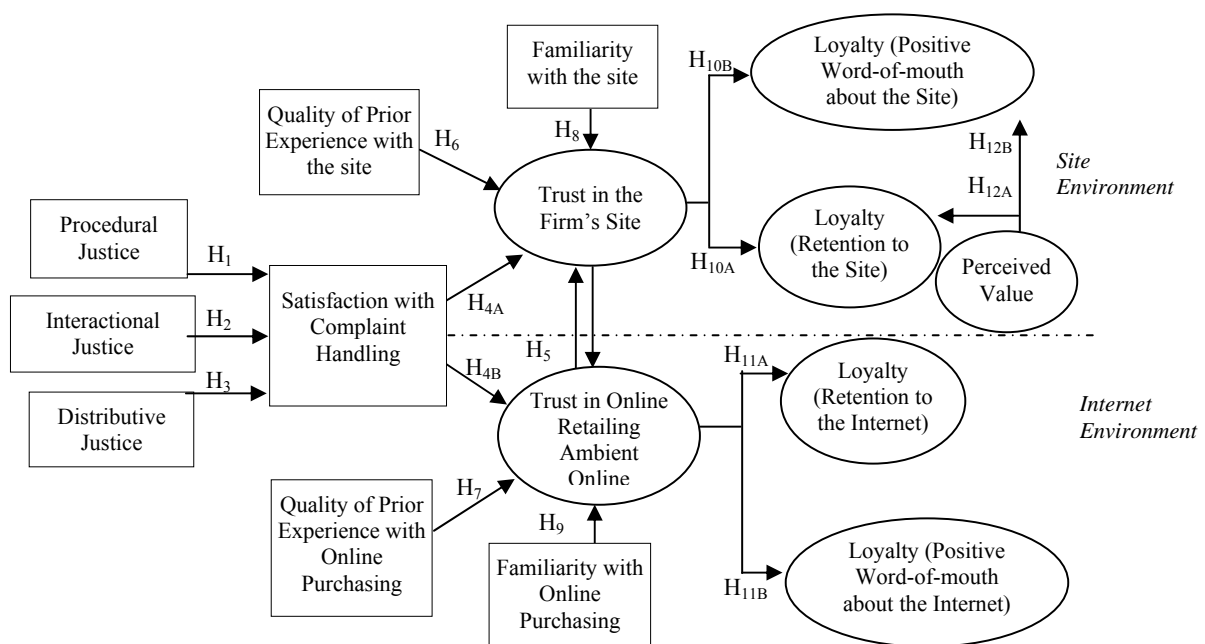 Familiarity
with the site
H8
Quality of Prior
Experience with
the site
H6
Trust in the
Firm's Site
H10B
Loyalty (Positive
Word-of-mouth
about the Site)
H12B
H12A
Site
Environment
H10A
Loyalty
(Retention to
the Site)
Perceived
Value
Procedural
Justice
H1
Interactional
Justice
H2
Distributive
Justice
H3
Satisfaction with
Complaint
Handling
H4A
H4B
H5
Trust in Online
Retailing
Ambient
Online
H11A
Loyalty
(Retention to
the Internet)
Internet
Environment
Quality of Prior
Experience with
Online
Purchasing
H7
H9
Familiarity with
Online
Purchasing
H11B
Loyalty (Positive
Word-of-mouth
about the Internet)